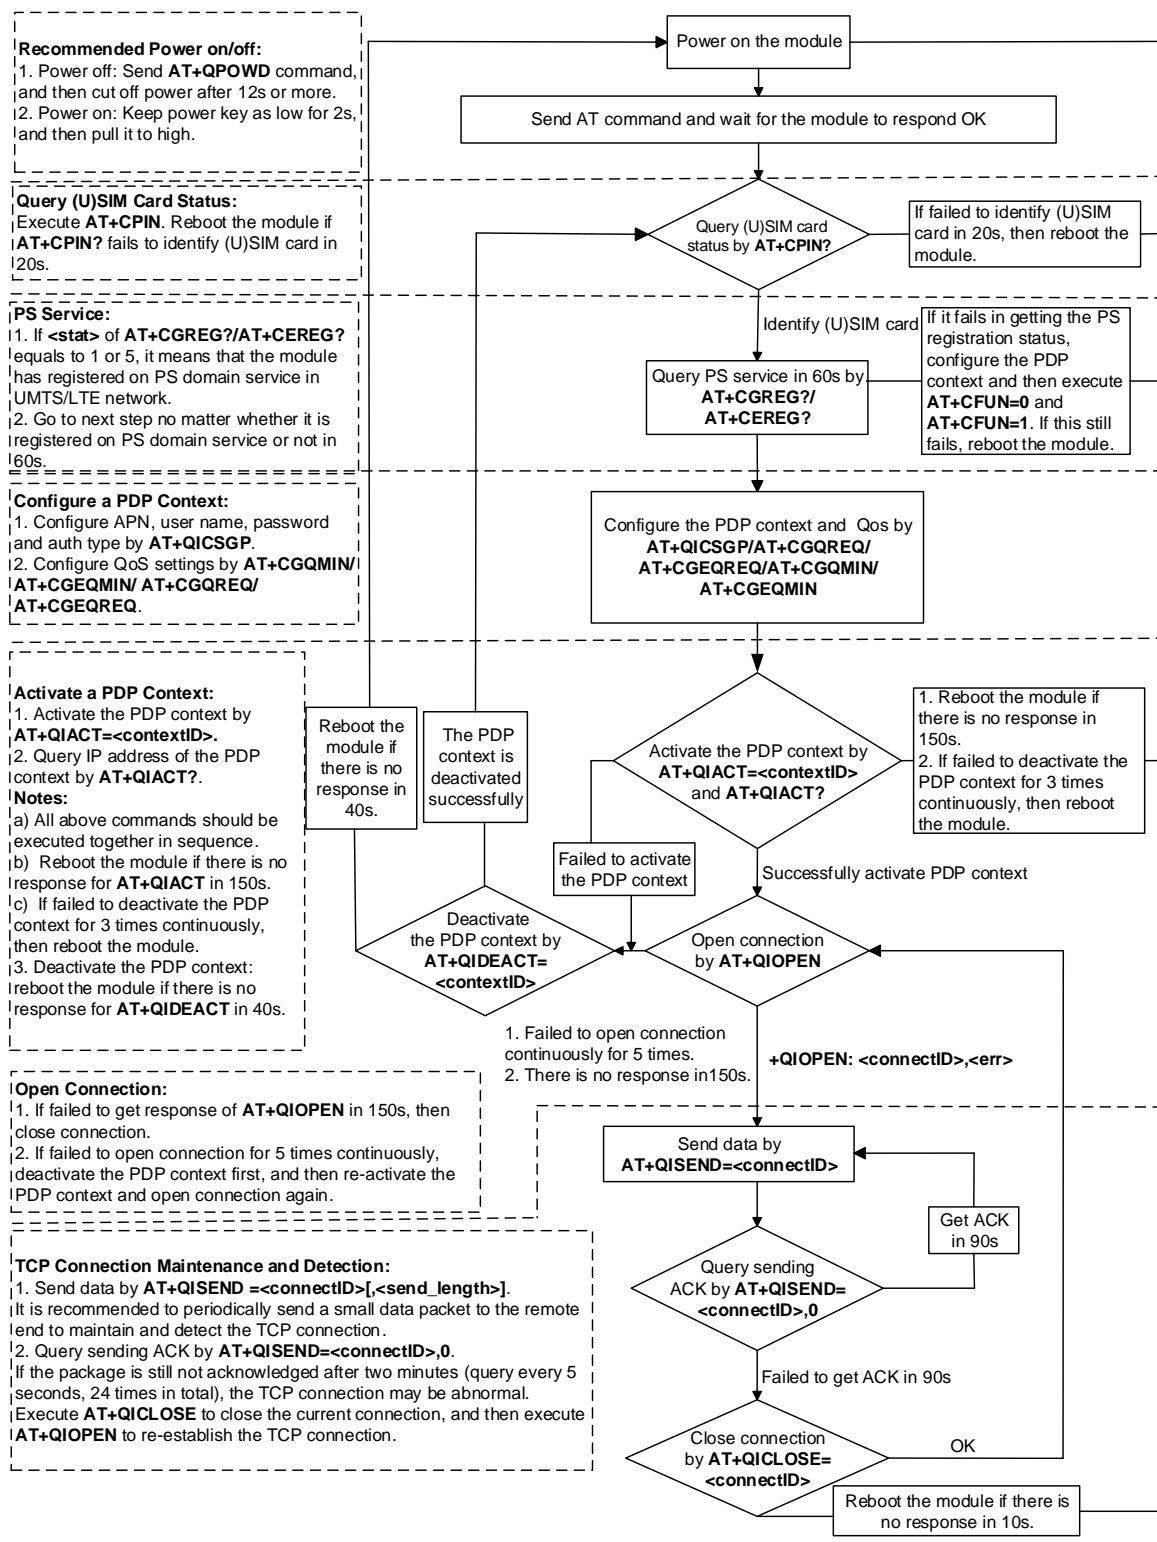 Recommended Power on/off:
1. Power off: Send AT+QPOWD command,
and then cut off power after 12s or more.
2. Power on: Keep power key as low for 2s,
and then pull it to high.
Power on the module
Send AT command and wait for the module to respond OK
Query (U)SIM Card Status:
Execute AT+CPIN. Reboot the module if
AT+CPIN? fails to identify (U)SIM card in
20s.
Query (U)SIM card
status by AT+CPIN?
If failed to identify (U)SIM
card in 20s, then reboot the
module.
PS Service:
1. If <stat> of AT+CGREG?/AT+CEREG?
equals to 1 or 5, it means that the module
has registered on PS domain service in
UMTS/LTE network.
2. Go to next step no matter whether it is
registered on PS domain service or not in
60s.
Identify (U)SIM card
Query PS service in 60s by
AT+CGREG?/
AT+CEREG?
If it fails in getting the PS
registration status,
configure the PDP
context and then execute
AT+CFUN=0 and
AT+CFUN=1. If this still
fails, reboot the module.
Configure a PDP Context:
1. Configure APN, user name, password
and auth type by AT+QICSGP.
2. Configure QoS settings by AT+CGQMIN/
AT+CGEQMIN/ AT+CGQREQ/
AT+CGEQREQ.
Configure the PDP context and Qos by
AT+QICSGP/AT+CGQREQ/
AT+CGEQREQ/AT+CGQMIN/
AT+CGEQMIN
Activate a PDP Context:
1. Activate the PDP context by
AT+QIACT=<contextID>.
2. Query IP address of the PDP
context by AT+QIACT?.
Notes:
a) All above commands should be
executed together in sequence.
b) Reboot the module if there is no
response for AT+QIACT in 150s.
c) If failed to deactivate the PDP
context for 3 times continuously,
then reboot the module.
3. Deactivate the PDP context:
reboot the module if there is no
response for AT+QIDEACT in 40s.
Reboot the
module if
there is no
response in
40s.
The PDP
context is
deactivated
successfully
Activate the PDP context by
AT+QIACT=<contextID>
and AT+QIACT?
1. Reboot the module if
there is no response in
150s.
2. If failed to deactivate the
PDP context for 3 times
continuously, then reboot
the module.
Failed to activate
the PDP context
Successfully activate PDP context
Deactivate
the PDP context by
AT+QIDEACT=
<contextID>
Open connection
by AT+QIOPEN
1. Failed to open connection
continuously for 5 times.
2. There is no response in150s.
+QIOPEN: <connectID>,<err>
Open Connection:
1. If failed to get response of AT+QIOPEN in 150s, then
close connection.
2. If failed to open connection for 5 times continuously,
deactivate the PDP context first, and then re-activate the
PDP context and open connection again.
Send data by
AT+QISEND=<connectID>
Get ACK
in 90s
Query sending
ACK by AT+QISEND=
<connectID>,0
TCP Connection Maintenance and Detection:
1. Send data by AT+QISEND =<connectID>[,<send_length>].
It is recommended to periodically send a small data packet to the remote
end to maintain and detect the TCP connection.
2. Query sending ACK by AT+QISEND=<connectID>,0.
If the package is still not acknowledged after two minutes (query every 5
seconds, 24 times in total), the TCP connection may be abnormal.
Execute AT+QICLOSE to close the current connection, and then execute
AT+QIOPEN to re-establish the TCP connection.
Failed to get ACK in 90s
Close connection
by AT+QICLOSE=
<connectID>
OK
Reboot the module if there is
no response in 10s.